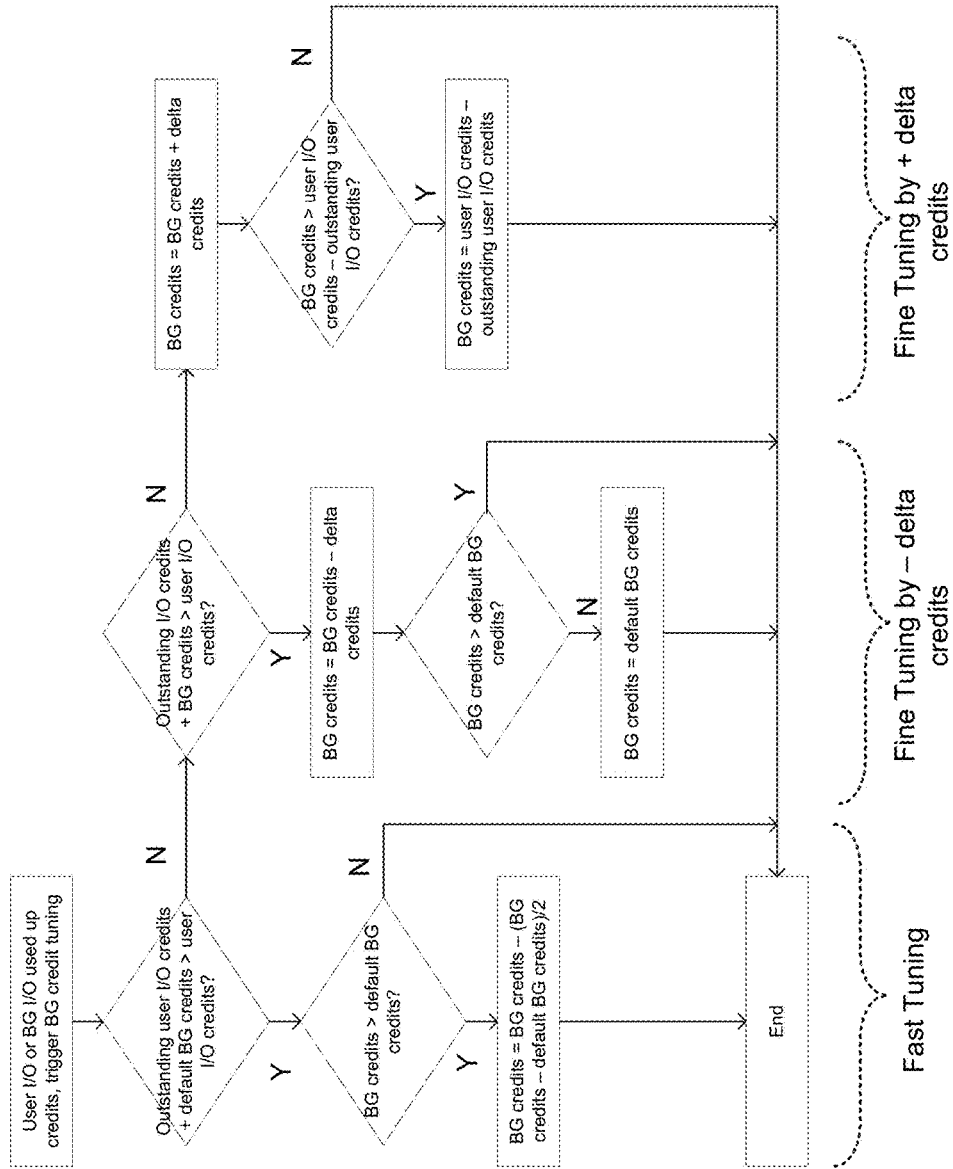 User I/O or BG I/O used up
credits, trigger BG credit tuning
Outstanding user I/O credits
+ default BG credits > user
I/O credits?
N
Y
BG credits > default BG
credits?
N
Y
BG credits = BG credits – (BG
credits – default BG credits)/2
End
Fast Tuning
Outstanding I/O credits
+ BG credits > user I/O
credits?
N
Y
BG credits = BG credits – delta
credits
BG credits > default BG
credits?
Y
N
BG credits = default BG credits
Fine Tuning by – delta
credits
BG credits = BG credits + delta
credits
BG credits > user I/O
credits – outstanding user
I/O credits?
N
Y
BG credits = user I/O credits –
outstanding user I/O credits
Fine Tuning by + delta
credits